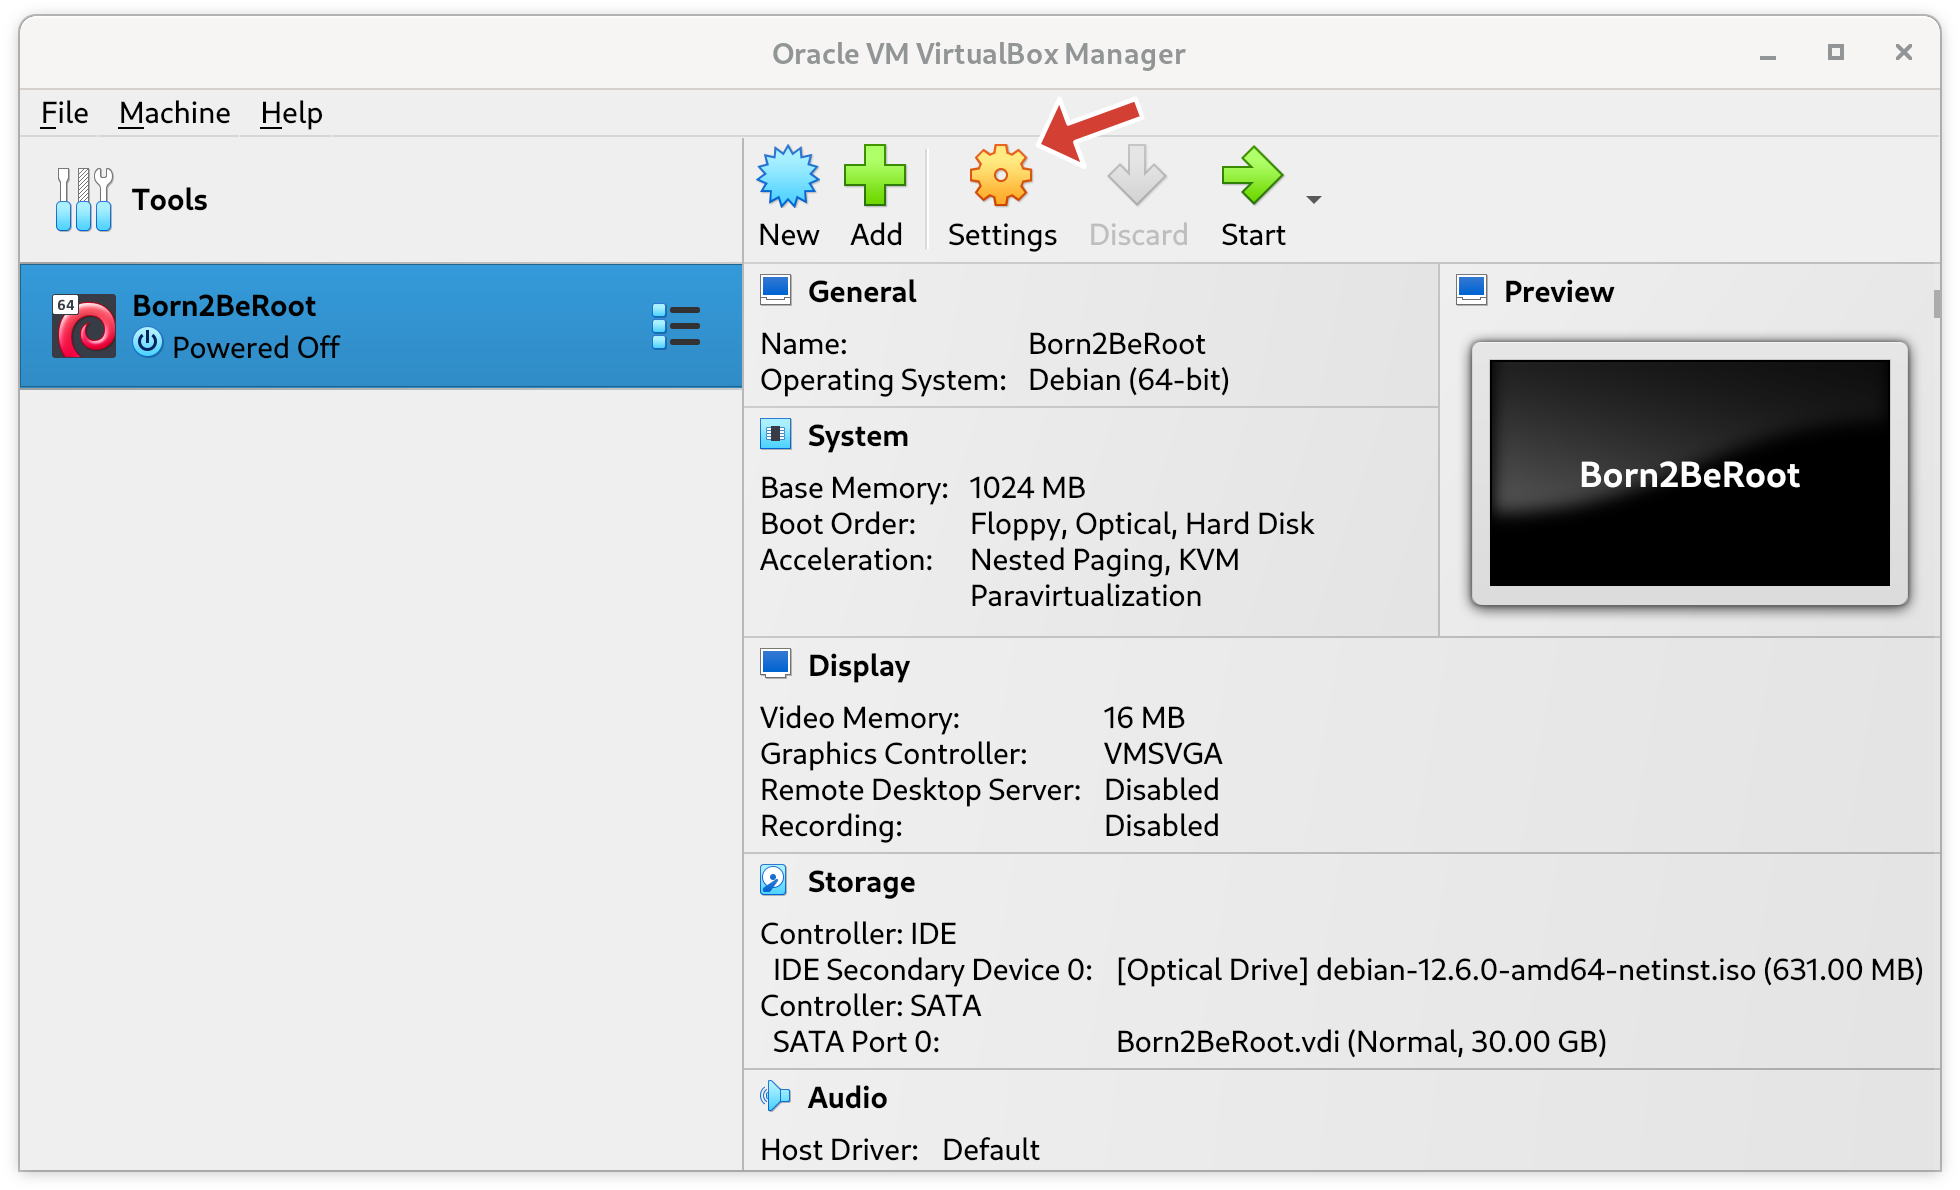 Oracle VM VirtualBox Manager
File Machine Help
Tools
New Add Settings Discard Start
64
Born2BeRoot
Powered Off
General
Name: Born2BeRoot
Operating System: Debian (64-bit)
Preview
Born2BeRoot
System
Base Memory: 1024 MB
Boot Order: Floppy, Optical, Hard Disk
Acceleration: Nested Paging, KVM
Paravirtualization
Display
Video Memory: 16 MB
Graphics Controller: VMSVGA
Remote Desktop Server: Disabled
Recording: Disabled
Storage
Controller: IDE
IDE Secondary Device 0: [Optical Drive] debian-12.6.0-amd64-netinst.iso (631.00 MB)
Controller: SATA
SATA Port 0: Born2BeRoot.vdi (Normal, 30.00 GB)
Audio
Host Driver: Default